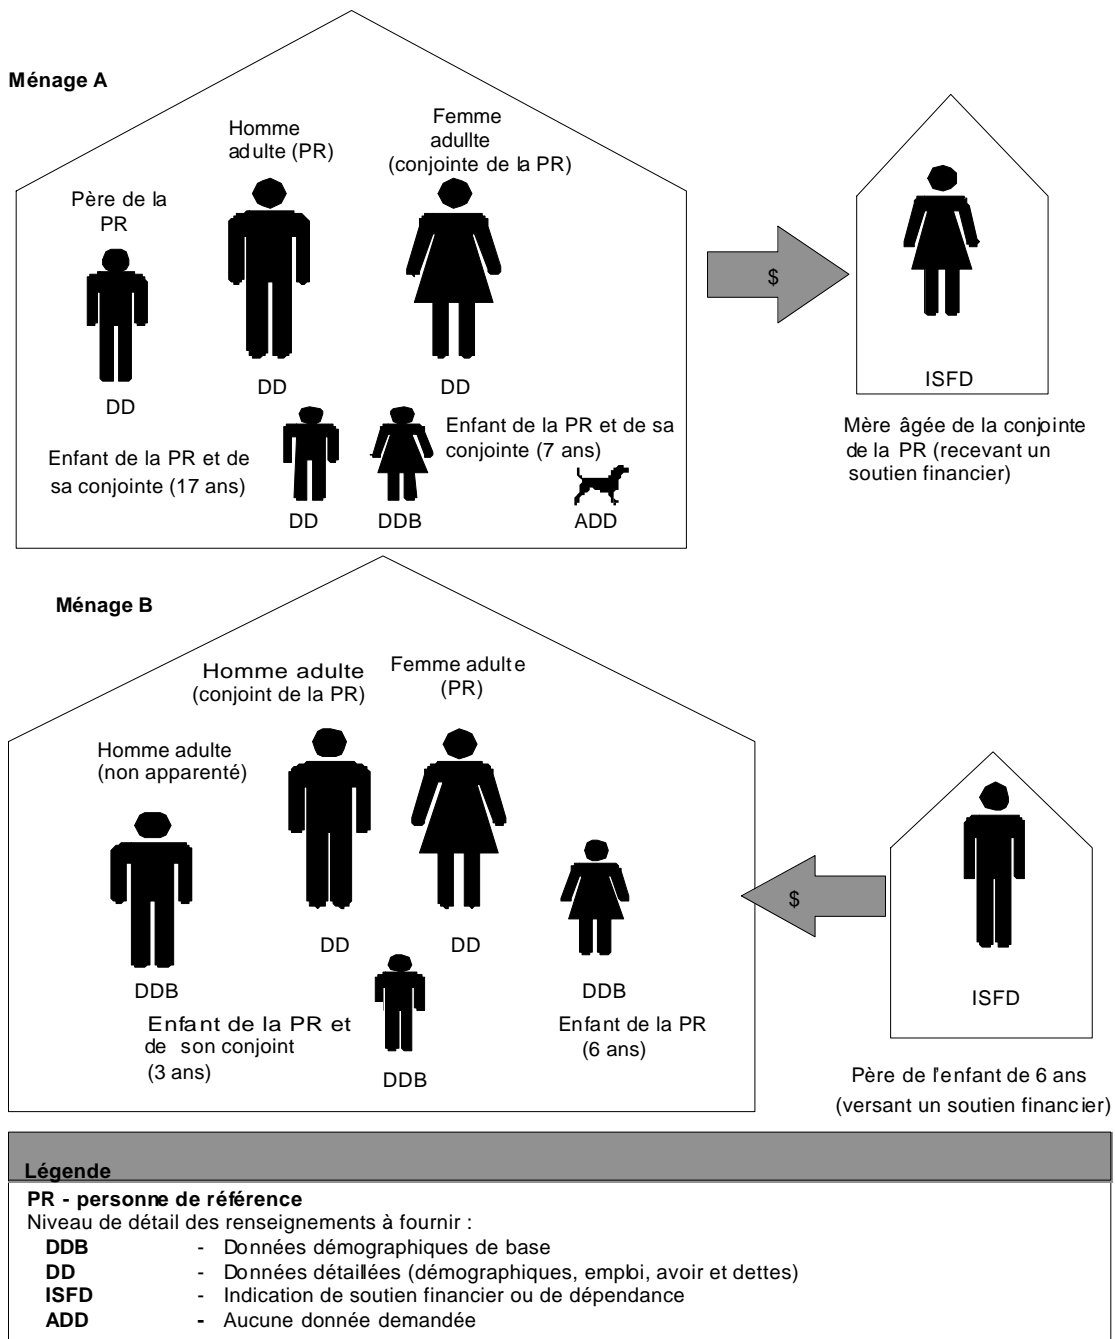 Ménage A
Homme
adulte (PR)
Femme
adullte
(conjointe de la PR)
Père de la
PR
DD
DD
DD
Enfant de la PR et de
sa conjointe (17 ans)
DD
Enfant de la PR et de sa
conjointe (7 ans)
DDB
ADD
$
ISFD
Mère âgée de la conjointe
de la PR (recevant un
soutien financier)
Ménage B
Homme adulte
(conjoint de la PR)
Femme adulte
(PR)
Homme adulte
(non apparenté)
DD
DD
DDB
Enfant de la PR et
de son conjoint
(3 ans)
DDB
DDB
Enfant de la PR
(6 ans)
$
ISFD
Père de l'enfant de 6 ans
(versant un soutien financier)
Légende
PR - personne de référence
Niveau de détail des renseignements à fournir :
DDB - Données démographiques de base
DD - Données détaillées (démographiques, emploi, avoir et dettes)
ISFD - Indication de soutien financier ou de dépendance
ADD - Aucune donnée demandée